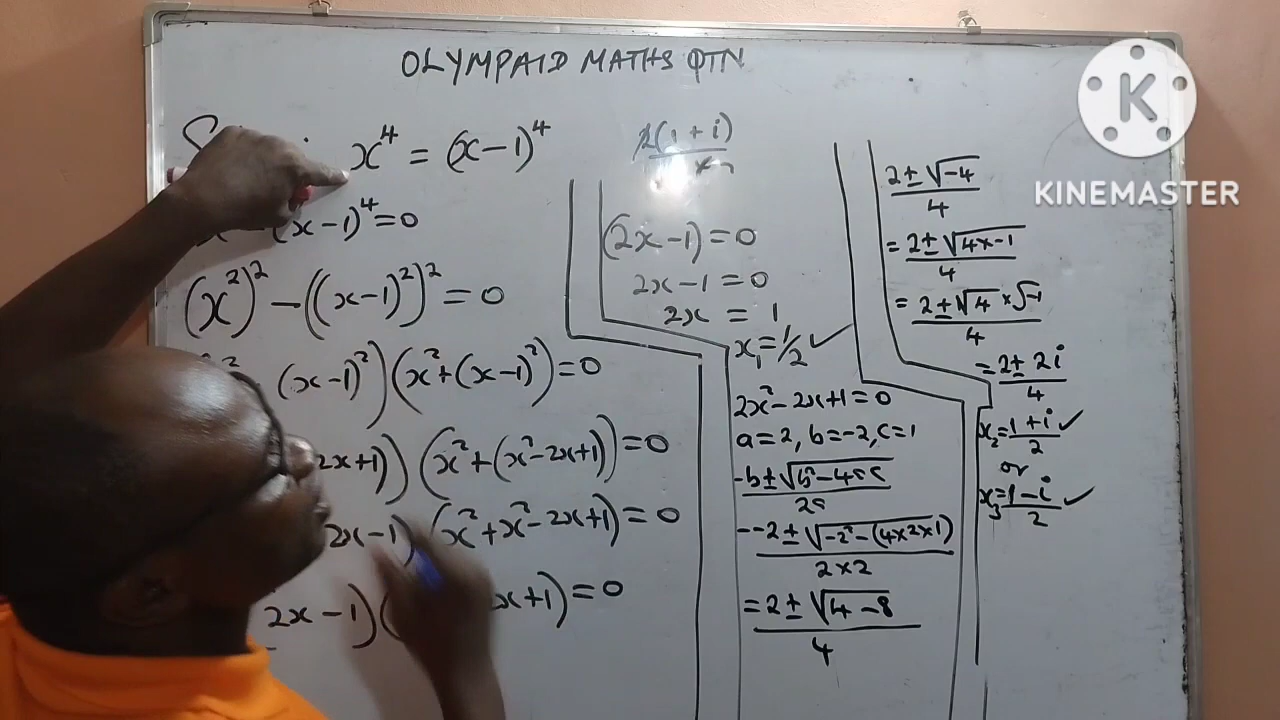 OLYMPAID MATHS QTN
x⁴ = (x-1)⁴
(x-1)⁴=0
(x²)² -((x-1)²)² = 0
(x-1)²)(x²+(x-1)²)=0
2x+1))(x²+(x²-2x+1))=0
2x-1)(x²+x²-2x+1)=0
2x-1)( x+1)=0
2(1+i)
(2x-1)=0
2x-1=0
2x = 1
x₁=1/2 ✓
2x²-2x+1=0
a=2, b=-2, c=1
-b±√b²-4ac
2a
--2±√-2²-(4×2×1)
2×2
=2±√4-8
4
2±√-4
4
=2±√4x-1
4
=2±√4×√-1
4
=2±2i
4
x₂=1+i ✓
2
or
x₃=1-i ✓
2
K
KINEMASTER